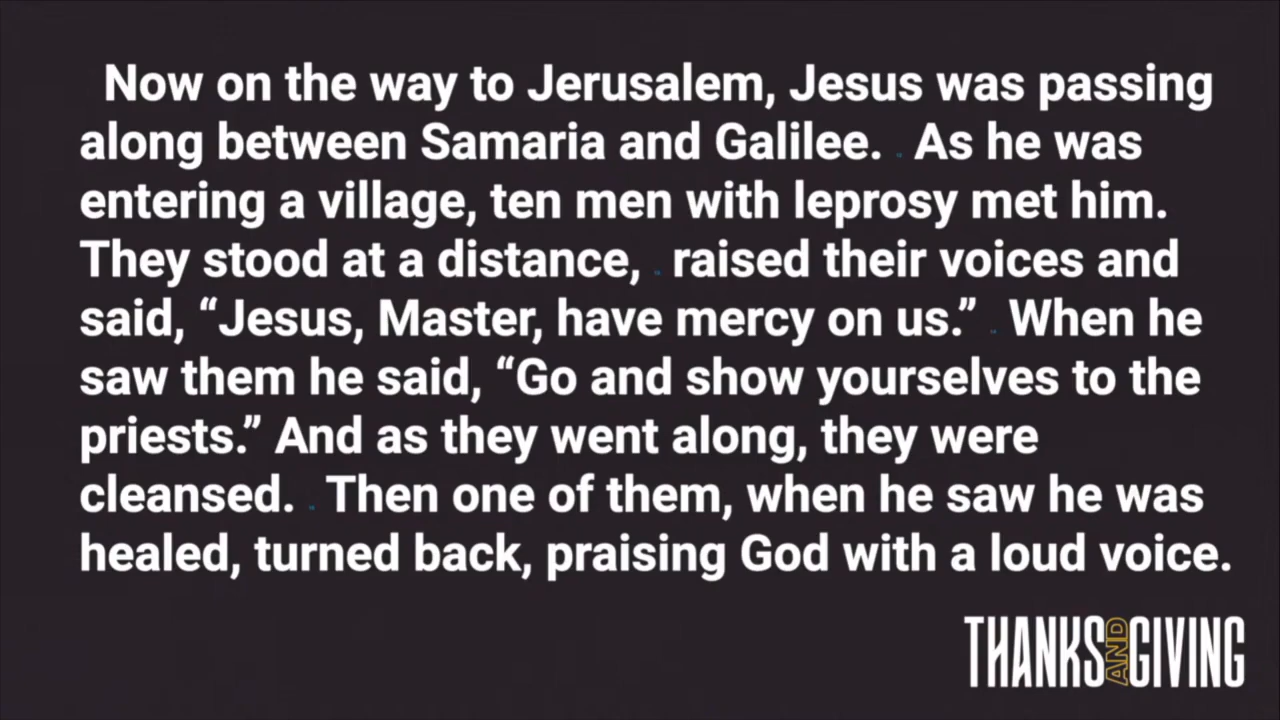 Now on the way to Jerusalem, Jesus was passing
along between Samaria and Galilee. As he was
entering a village, ten men with leprosy met him.
They stood at a distance, raised their voices and
said, “Jesus, Master, have mercy on us.” When he
saw them he said, “Go and show yourselves to the
priests.” And as they went along, they were
cleansed. Then one of them, when he saw he was
healed, turned back, praising God with a loud voice.
THANKS AND GIVING